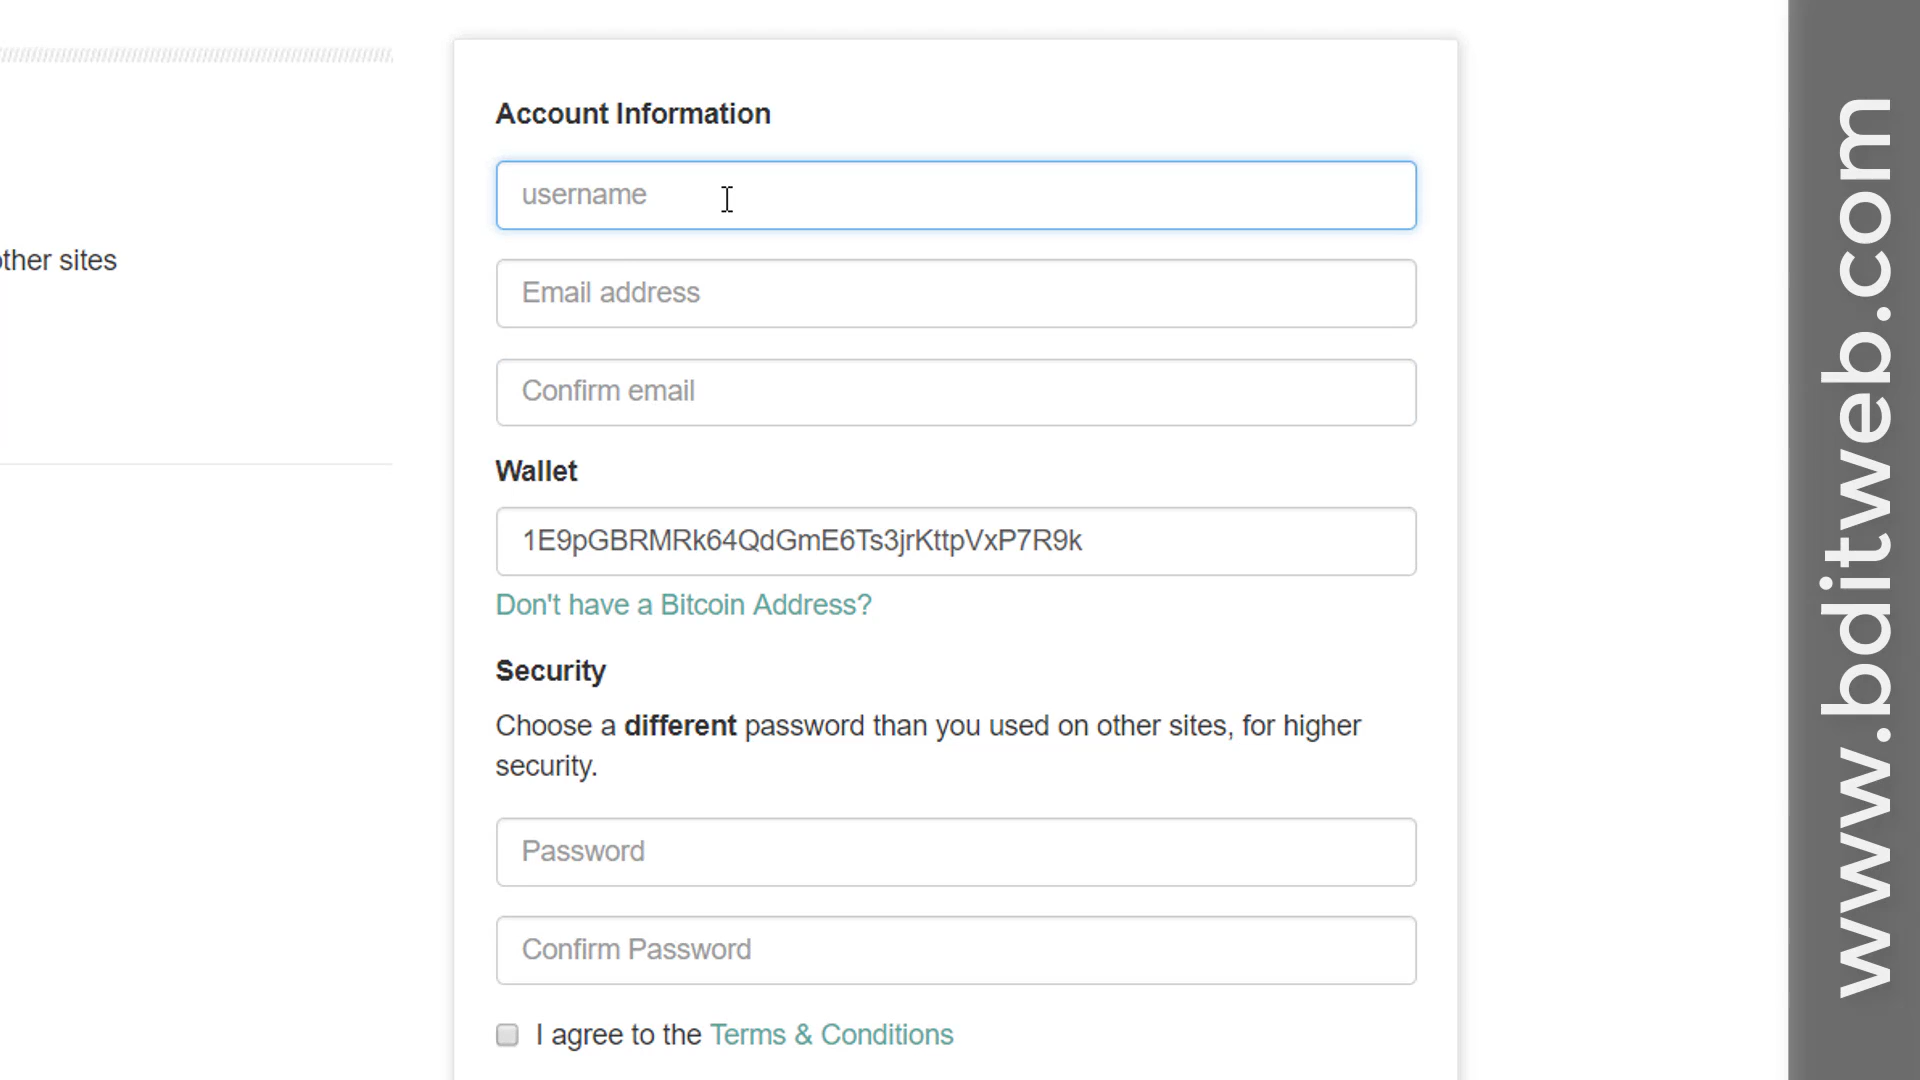 Account Information
username
Email address
other sites
Confirm email
Wallet
1E9pGBRMRk64QdGmE6Ts3jrKttpVxP7R9k
Don't have a Bitcoin Address?
Security
Choose a different password than you used on other sites, for higher
security.
Password
Confirm Password
I agree to the Terms & Conditions
www.bditweb.com